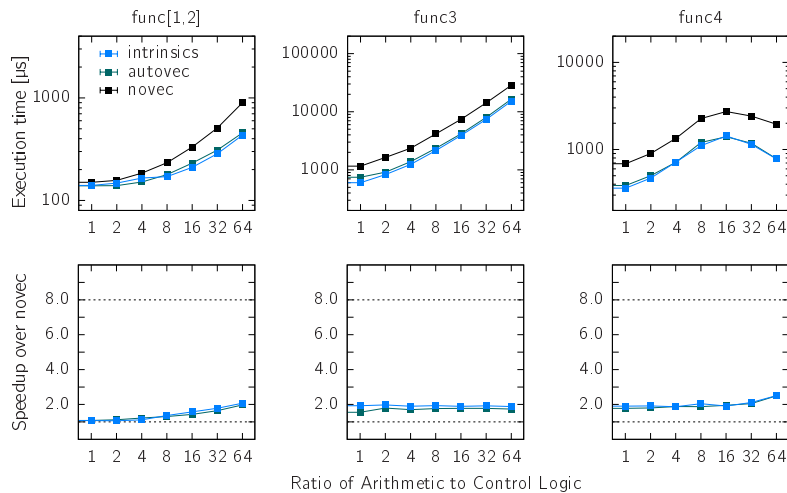 func[1,2] func3 func4
intrinsics
autovec
novec
Execution time [µs]
1000
100
100000
10000
1000
10000
1000
1 2 4 8 16 32 64
1 2 4 8 16 32 64
1 2 4 8 16 32 64
Speedup over novec
8.0
6.0
4.0
2.0
8.0
6.0
4.0
2.0
8.0
6.0
4.0
2.0
1 2 4 8 16 32 64
1 2 4 8 16 32 64
1 2 4 8 16 32 64
Ratio of Arithmetic to Control Logic